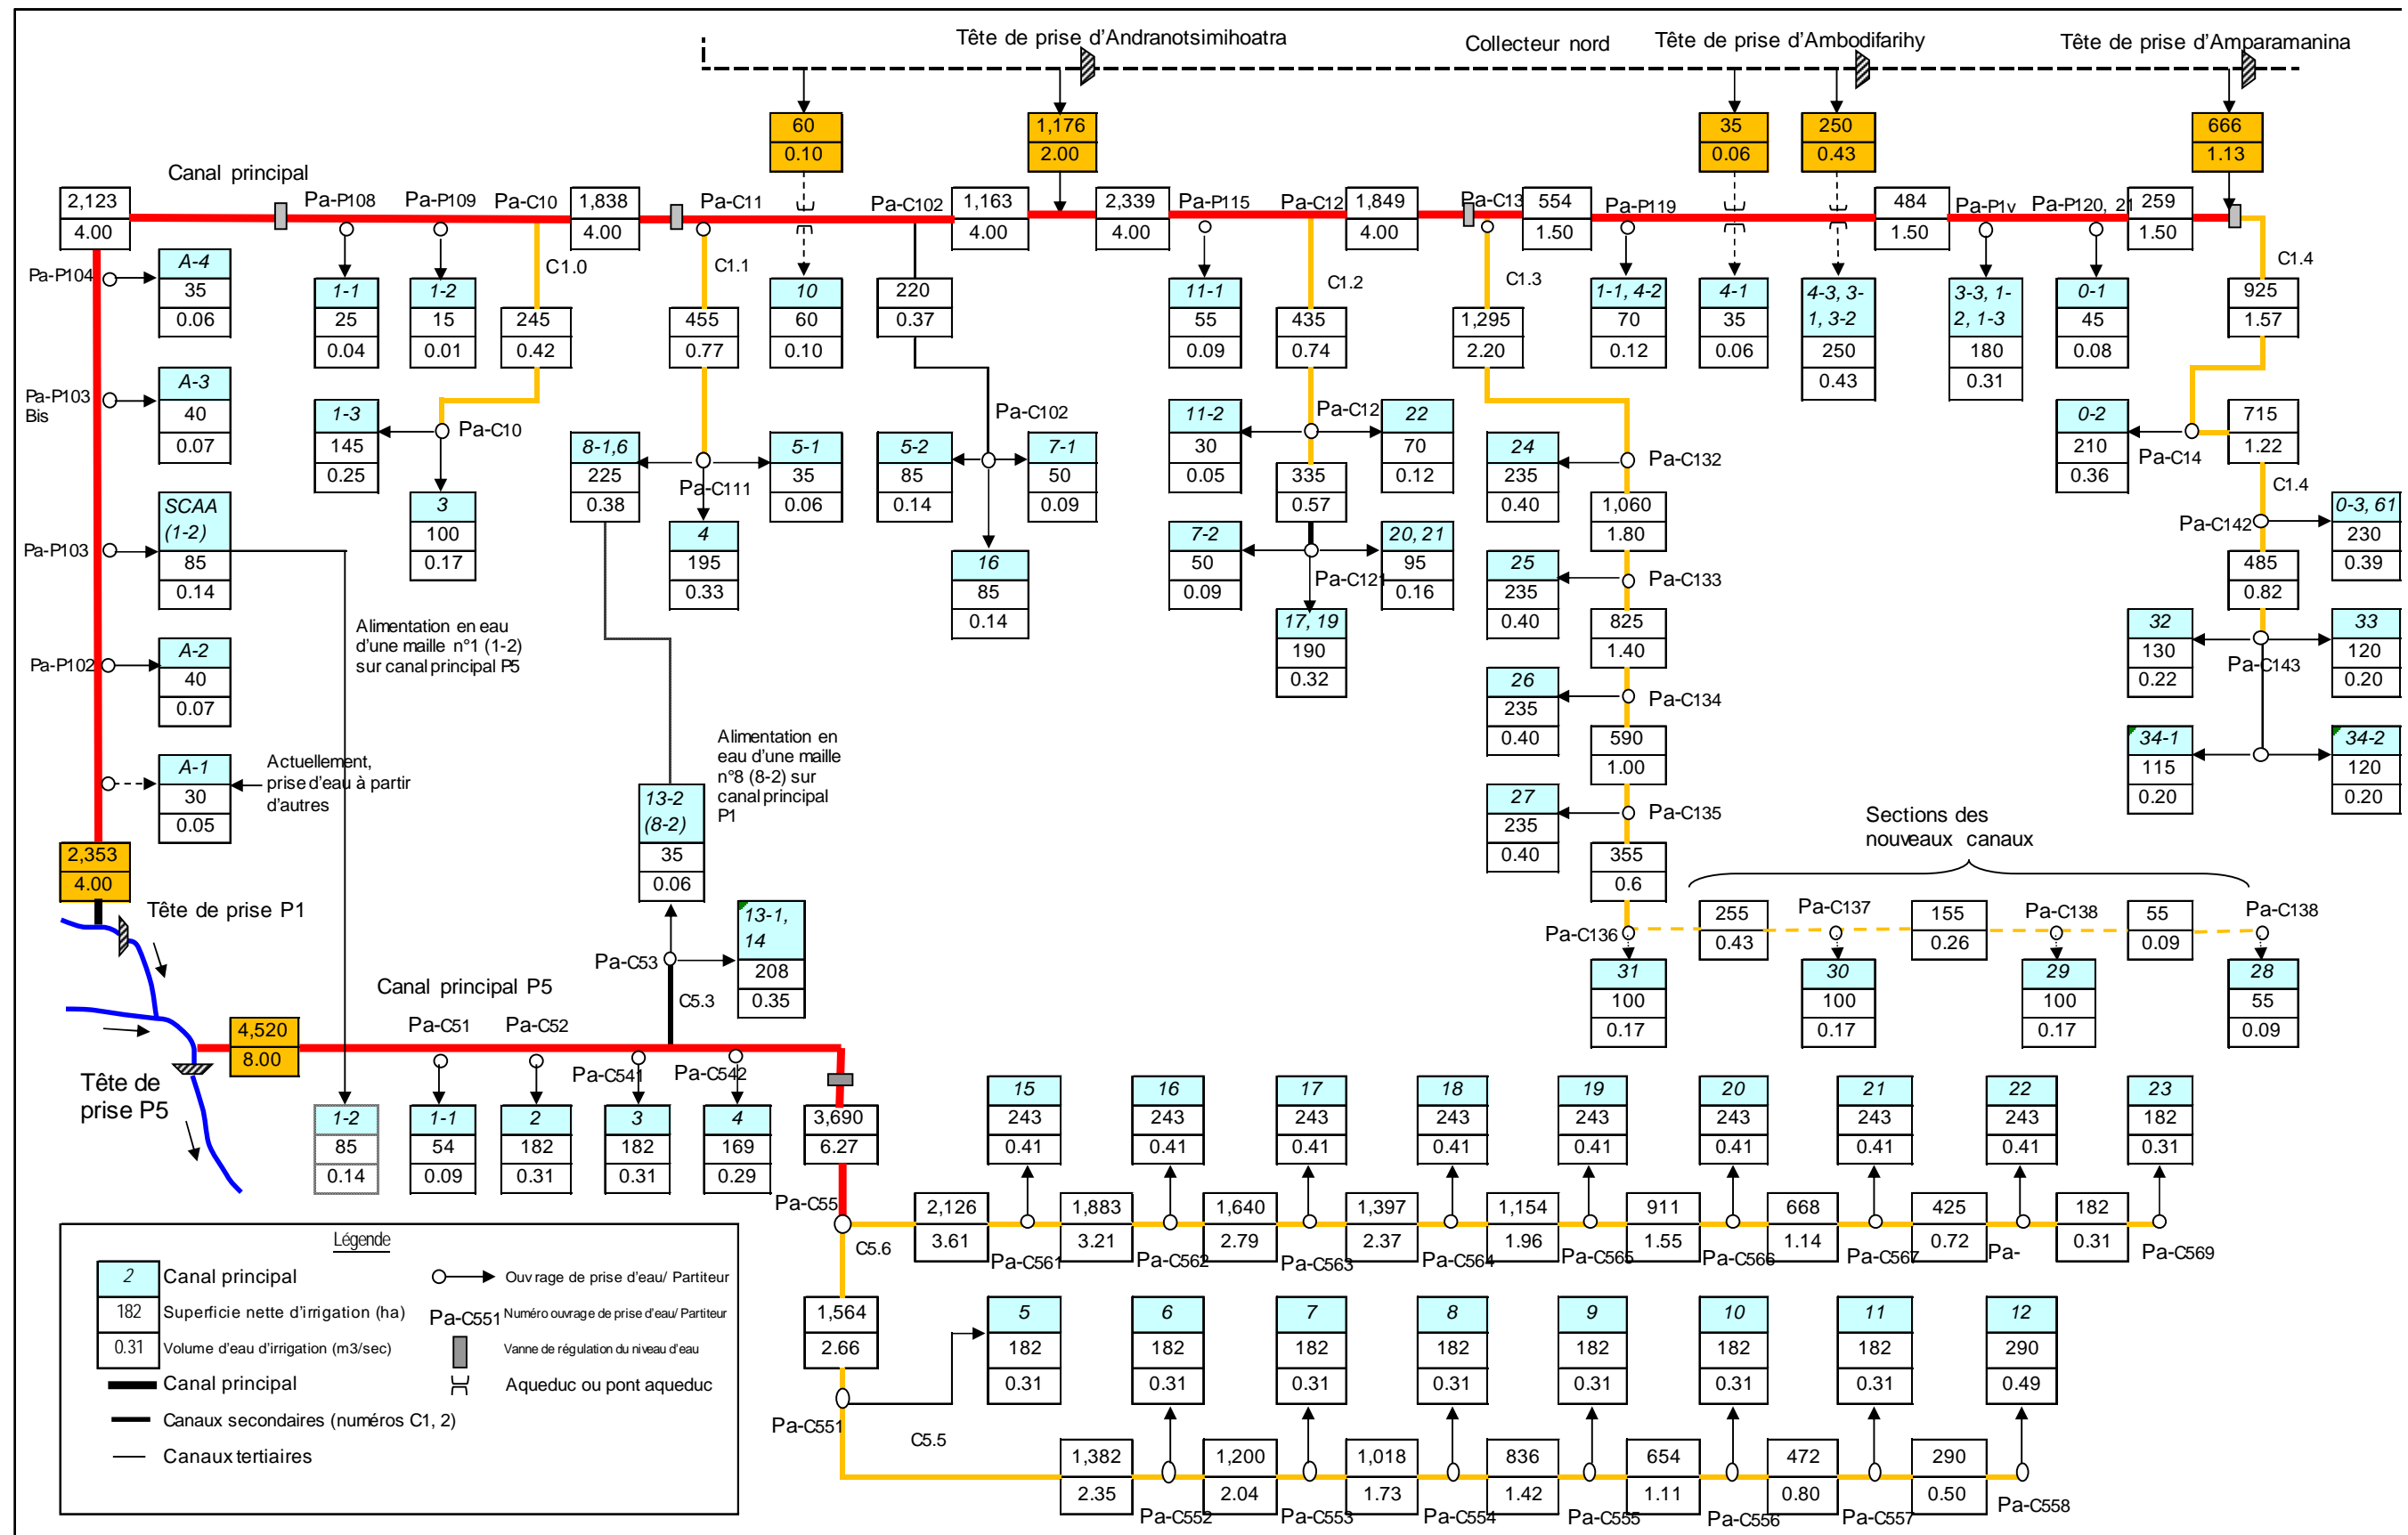 Tête de prise d'Andranotsimihoatra
Collecteur nord
Tête de prise d'Ambodifarihy
Tête de prise d'Amparamanina
60
0.10
1,176
2.00
35
0.06
250
0.43
666
1.13
Canal principal
2,123
4.00
Pa-P108
Pa-P109
Pa-C10
1,838
4.00
Pa-C11
Pa-C102
1,163
4.00
2,339
4.00
Pa-P115
Pa-C12
1,849
4.00
Pa-C13
554
1.50
Pa-P119
484
1.50
Pa-P1v
Pa-P120, 21
259
1.50
Pa-P104
A-4
35
0.06
1-1
25
0.04
1-2
15
0.01
C1.0
245
0.42
C1.1
455
0.77
10
60
0.10
220
0.37
11-1
55
0.09
C1.2
435
0.74
C1.3
1,295
2.20
1-1, 4-2
70
0.12
4-1
35
0.06
4-3, 3-
1, 3-2
250
0.43
3-3, 1-
2, 1-3
180
0.31
0-1
45
0.08
C1.4
925
1.57
Pa-P103
Bis
A-3
40
0.07
1-3
145
0.25
Pa-C10
3
100
0.17
8-1,6
225
0.38
Pa-C111
5-1
35
0.06
4
195
0.33
5-2
85
0.14
Pa-C102
7-1
50
0.09
16
85
0.14
11-2
30
0.05
Pa-C12
22
70
0.12
335
0.57
7-2
50
0.09
Pa-C121
20, 21
95
0.16
17, 19
190
0.32
24
235
0.40
Pa-C132
1,060
1.80
25
235
0.40
Pa-C133
825
1.40
26
235
0.40
Pa-C134
590
1.00
27
235
0.40
Pa-C135
355
0.6
0-2
210
0.36
Pa-C14
715
1.22
C1.4
Pa-C142
0-3, 61
230
0.39
485
0.82
32
130
0.22
Pa-C143
33
120
0.20
34-1
115
0.20
34-2
120
0.20
Pa-P103
SCAA
(1-2)
85
0.14
Alimentation en eau
d'une maille n°1 (1-2)
sur canal principal P5
Pa-P102
A-2
40
0.07
A-1
30
0.05
Actuellement,
prise d'eau à partir
d'autres
Alimentation en
eau d'une maille
n°8 (8-2) sur
canal principal
P1
13-2
(8-2)
35
0.06
2,353
4.00
Tête de prise P1
Pa-C53
13-1,
14
208
0.35
C5.3
Sections des
nouveaux canaux
Pa-C136
255
0.43
Pa-C137
155
0.26
Pa-C138
55
0.09
Pa-C138
31
100
0.17
30
100
0.17
29
100
0.17
28
55
0.09
Canal principal P5
4,520
8.00
Pa-C51
Pa-C52
Pa-C541
Pa-C542
Tête de
prise P5
1-2
85
0.14
1-1
54
0.09
2
182
0.31
3
182
0.31
4
169
0.29
3,690
6.27
15
243
0.41
16
243
0.41
17
243
0.41
18
243
0.41
19
243
0.41
20
243
0.41
21
243
0.41
22
243
0.41
23
182
0.31
Pa-C55
C5.6
2,126
3.61
Pa-C561
1,883
3.21
Pa-C562
1,640
2.79
Pa-C563
1,397
2.37
Pa-C564
1,154
1.96
Pa-C565
911
1.55
Pa-C566
668
1.14
Pa-C567
425
0.72
Pa-
182
0.31
Pa-C569
1,564
2.66
Pa-C551
C5.5
5
182
0.31
6
182
0.31
7
182
0.31
8
182
0.31
9
182
0.31
10
182
0.31
11
182
0.31
12
290
0.49
1,382
2.35
Pa-C552
1,200
2.04
Pa-C553
1,018
1.73
Pa-C554
836
1.42
Pa-C555
654
1.11
Pa-C556
472
0.80
Pa-C557
290
0.50
Pa-C558
Légende
2
Canal principal
182
Superficie nette d'irrigation (ha)
0.31
Volume d'eau d'irrigation (m3/sec)
Canal principal
Canaux secondaires (numéros C1, 2)
Canaux tertiaires
Ouvrage de prise d'eau/ Partiteur
Pa-C551
Numéro ouvrage de prise d'eau/ Partiteur
Vanne de régulation du niveau d'eau
Aqueduc ou pont aqueduc